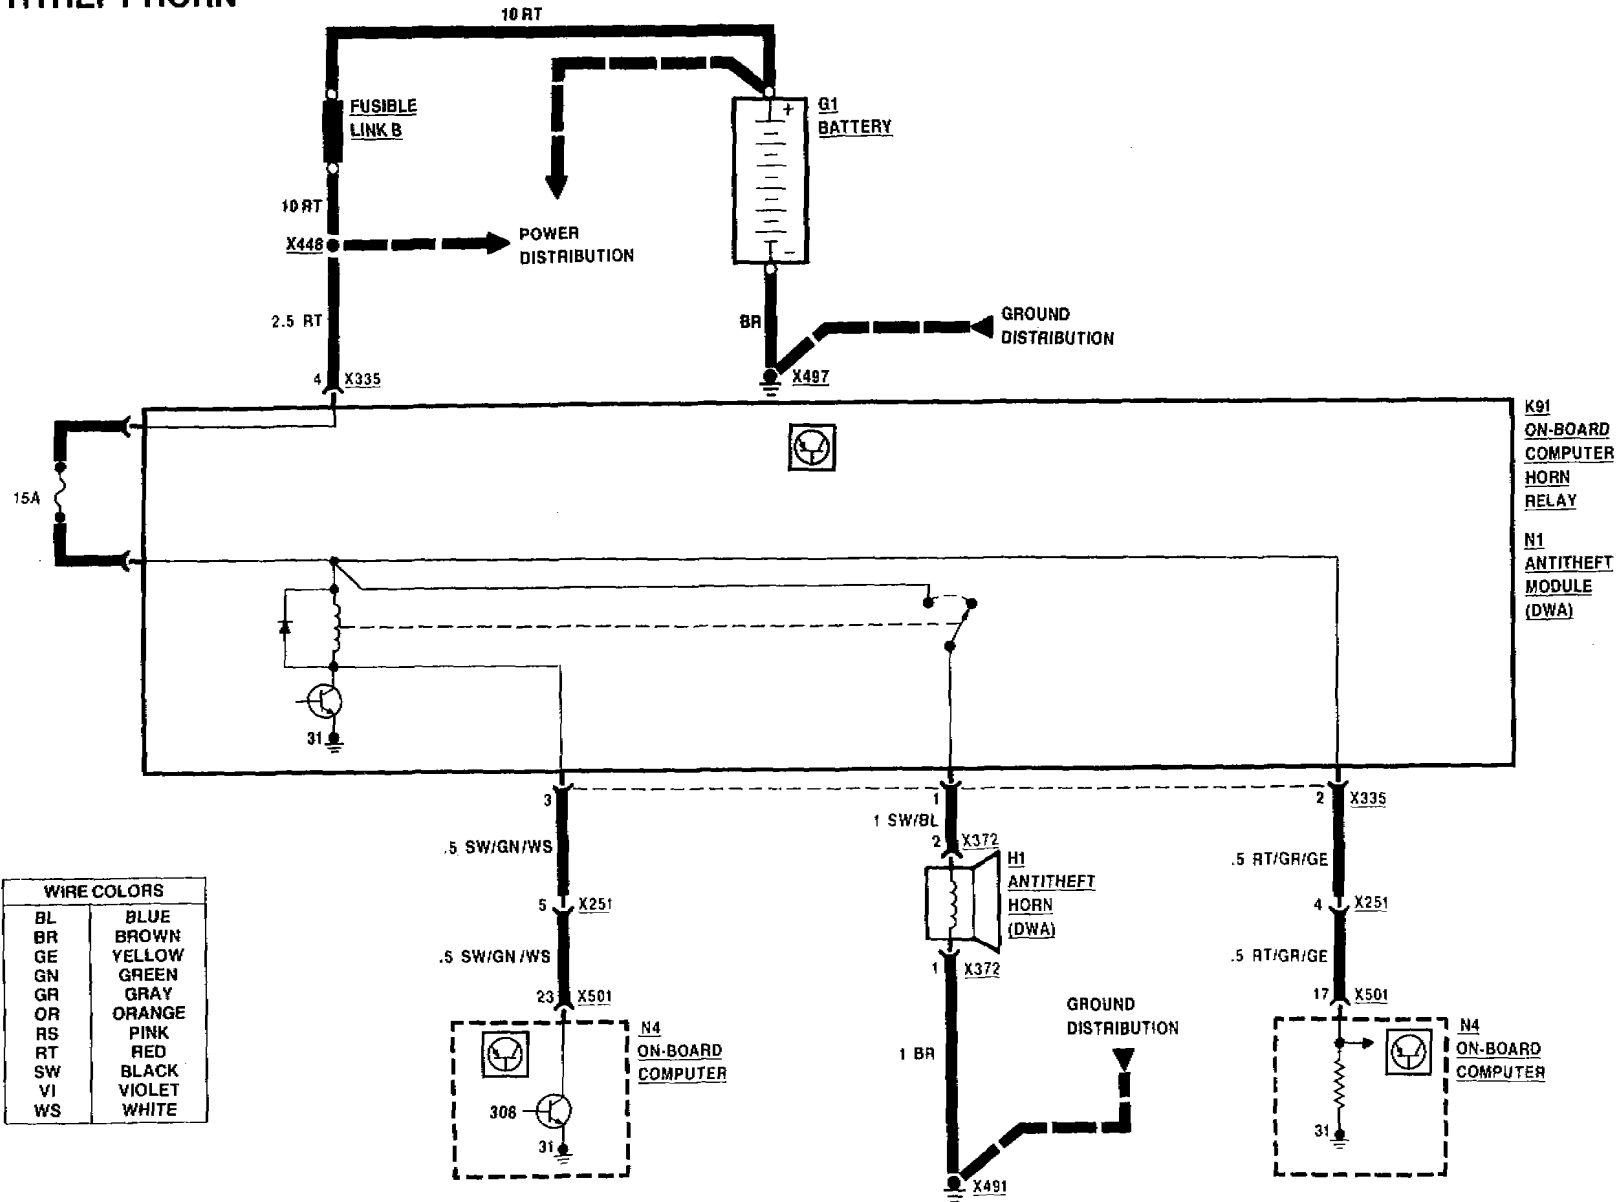 10 RT
FUSIBLE
LINK B
G1
BATTERY
+
-
10 RT
X448
POWER
DISTRIBUTION
2.5 RT
BR
GROUND
DISTRIBUTION
4 X335
X497
15A
K91
ON-BOARD
COMPUTER
HORN
RELAY
N1
ANTITHEFT
MODULE
(DWA)
31
3
1
2 X335
1 SW/BL
2 X372
.5 SW/GN/WS
H1
ANTITHEFT
HORN
(DWA)
.5 RT/GR/GE
5 X251
4 X251
.5 SW/GN/WS
1 X372
.5 RT/GR/GE
23 X501
17 X501
GROUND
DISTRIBUTION
N4
ON-BOARD
COMPUTER
1 BR
N4
ON-BOARD
COMPUTER
306
31
31
X491
WIRE COLORS
BL BLUE
BR BROWN
GE YELLOW
GN GREEN
GR GRAY
OR ORANGE
RS PINK
RT RED
SW BLACK
VI VIOLET
WS WHITE